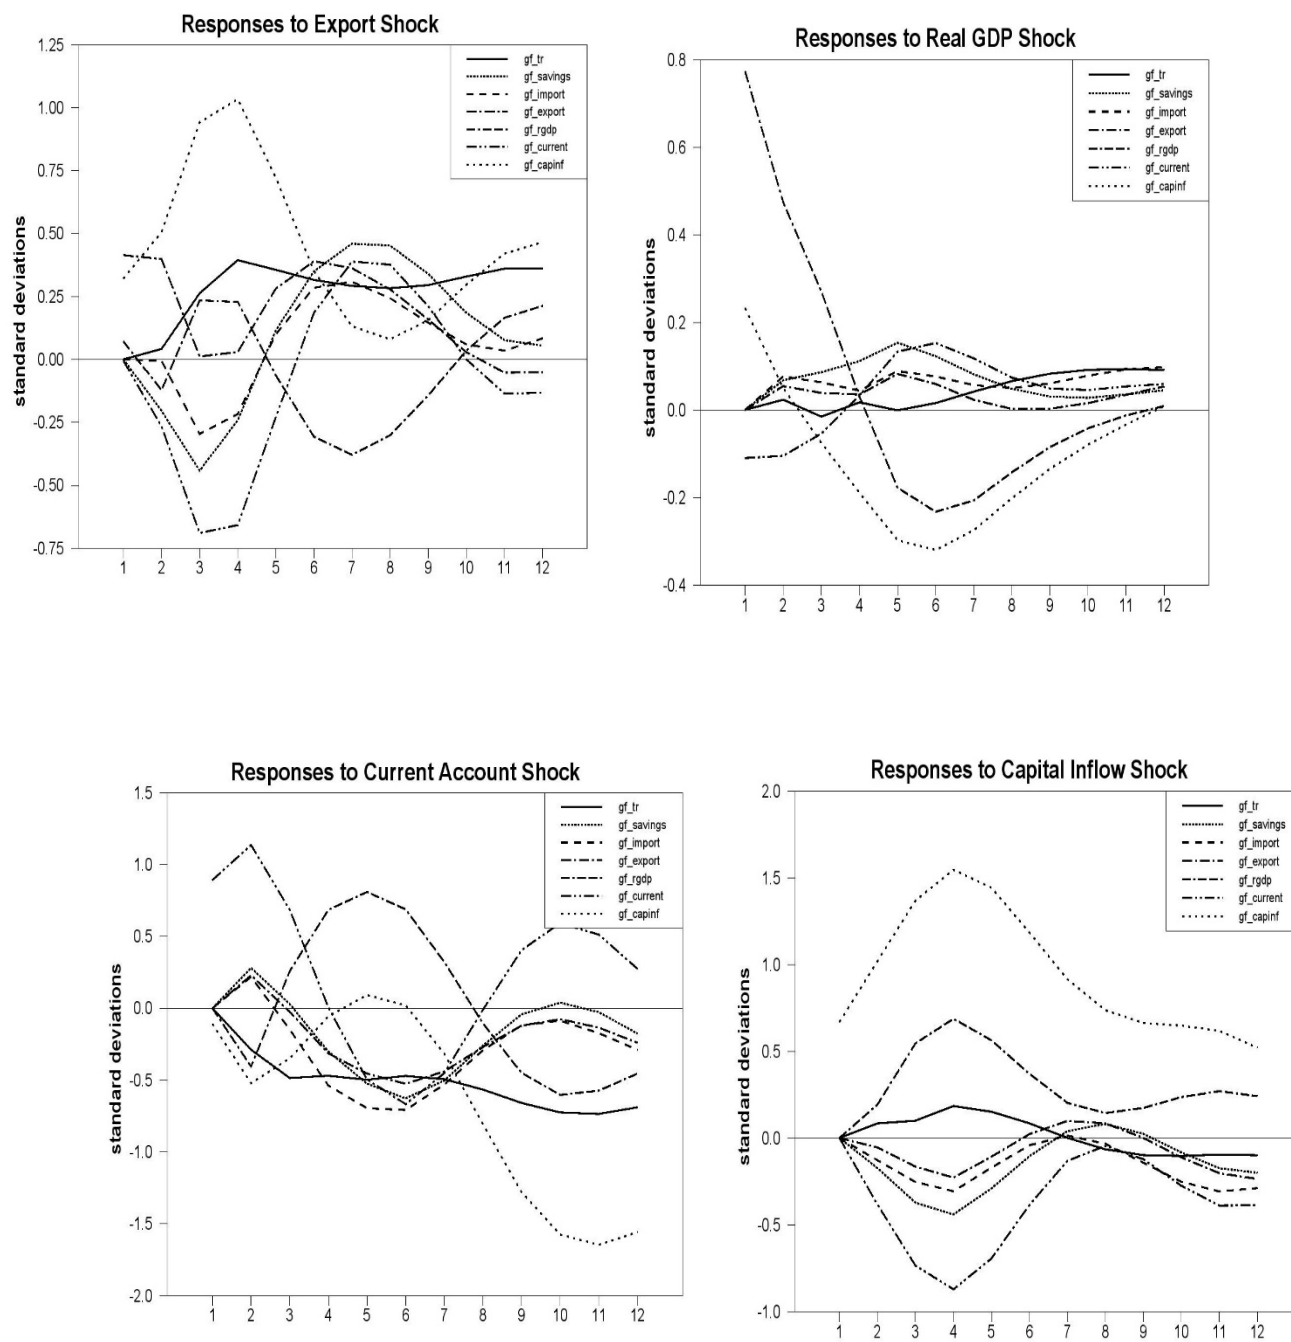 Responses to Export Shock
standard deviations
1.25
1.00
0.75
0.50
0.25
0.00
-0.25
-0.50
-0.75
gf_tr
gf_savings
gf_import
gf_export
gf_rgdp
gf_current
gf_capinf
1 2 3 4 5 6 7 8 9 10 11 12
Responses to Real GDP Shock
standard deviations
0.8
0.6
0.4
0.2
0.0
-0.2
-0.4
gf_tr
gf_savings
gf_import
gf_export
gf_rgdp
gf_current
gf_capinf
1 2 3 4 5 6 7 8 9 10 11 12
Responses to Current Account Shock
standard deviations
1.5
1.0
0.5
0.0
-0.5
-1.0
-1.5
-2.0
gf_tr
gf_savings
gf_import
gf_export
gf_rgdp
gf_current
gf_capinf
1 2 3 4 5 6 7 8 9 10 11 12
Responses to Capital Inflow Shock
standard deviations
2.0
1.5
1.0
0.5
0.0
-0.5
-1.0
gf_tr
gf_savings
gf_import
gf_export
gf_rgdp
gf_current
gf_capinf
1 2 3 4 5 6 7 8 9 10 11 12